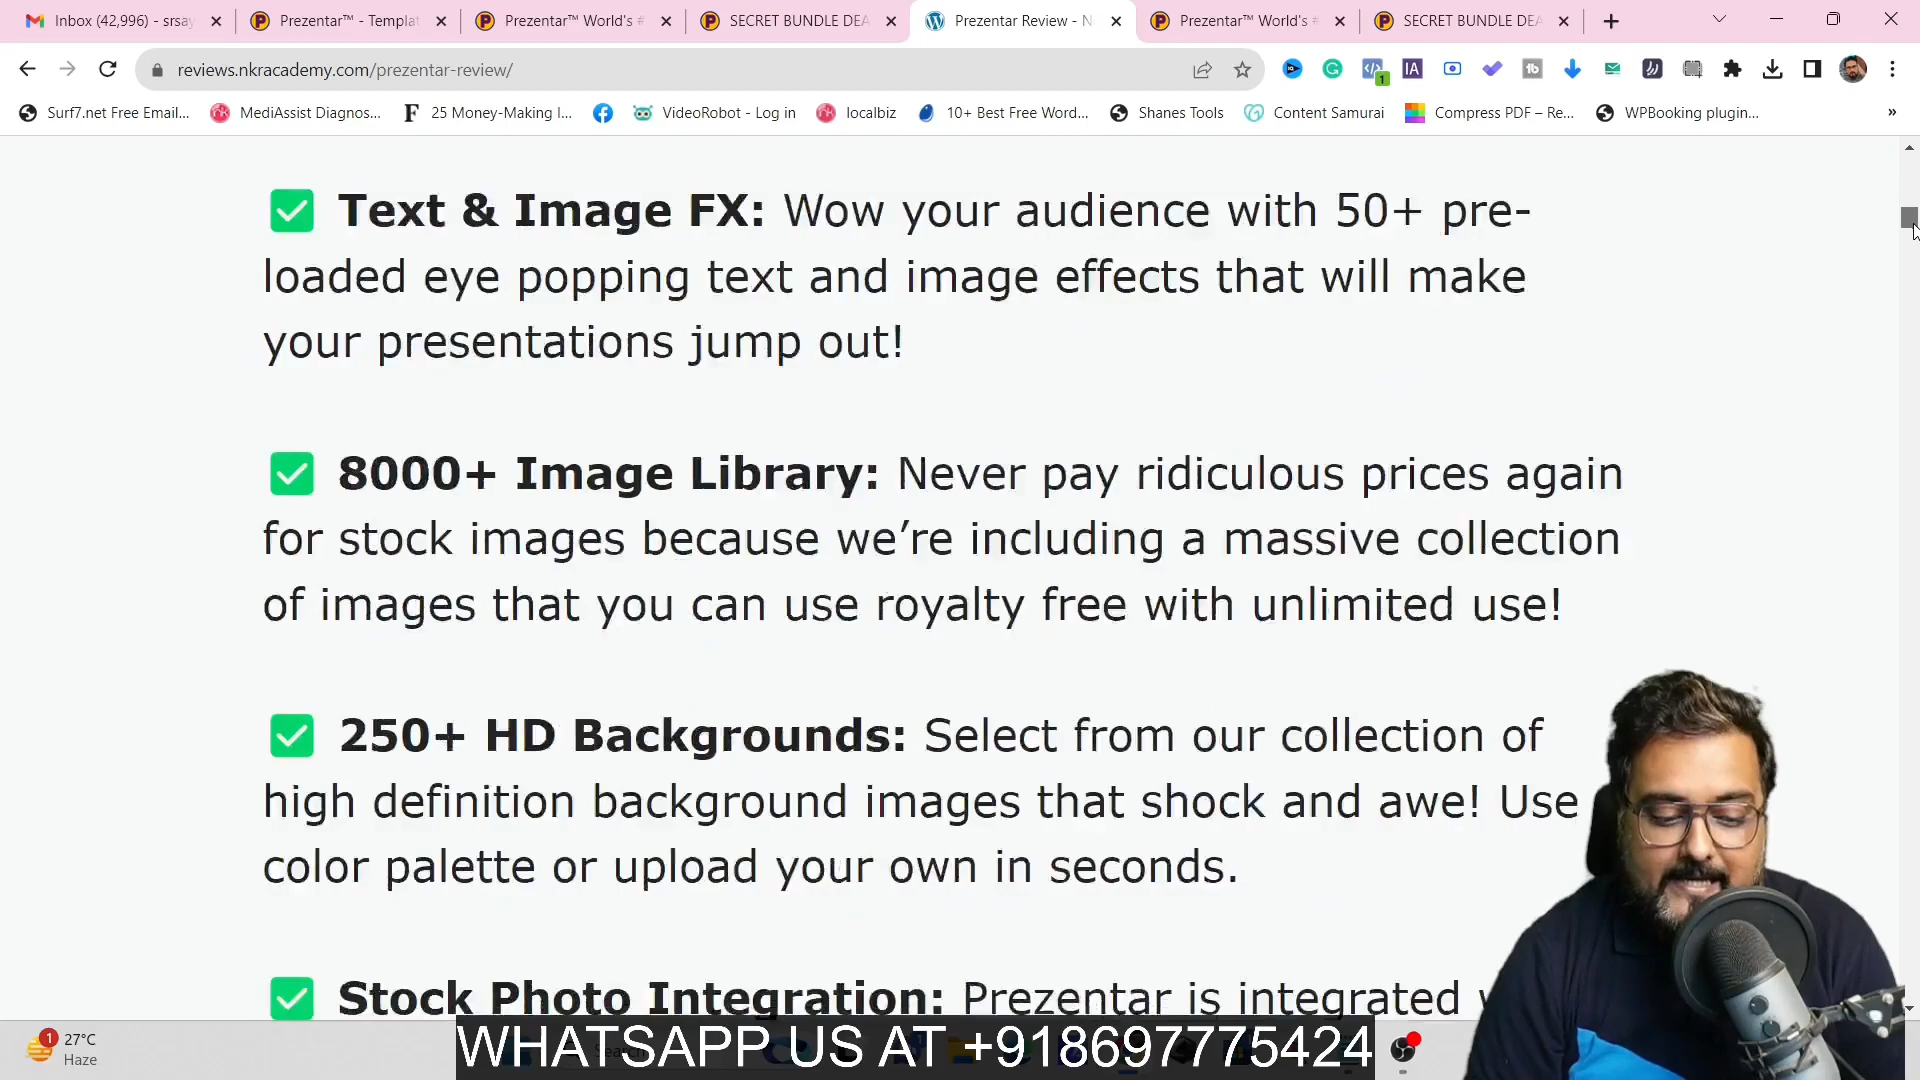 Inbox (42,996) - srsay
Prezentar™ - Templat
Prezentar™ World's #
SECRET BUNDLE DEA
Prezentar Review - N
Prezentar™ World's #
SECRET BUNDLE DEA
reviews.nkracademy.com/prezentar-review/
Surf7.net Free Email...
MediAssist Diagnos...
25 Money-Making I...
VideoRobot - Log in
localbiz
10+ Best Free Word...
Shanes Tools
Content Samurai
Compress PDF – Re...
WPBooking plugin...
»
Text & Image FX: Wow your audience with 50+ pre-
loaded eye popping text and image effects that will make
your presentations jump out!
8000+ Image Library: Never pay ridiculous prices again
for stock images because we’re including a massive collection
of images that you can use royalty free with unlimited use!
250+ HD Backgrounds: Select from our collection of
high definition background images that shock and awe! Use
color palette or upload your own in seconds.
Stock Photo Integration: Prezentar is integrated
WHATSAPP US AT +918697775424
1
27°C
Haze